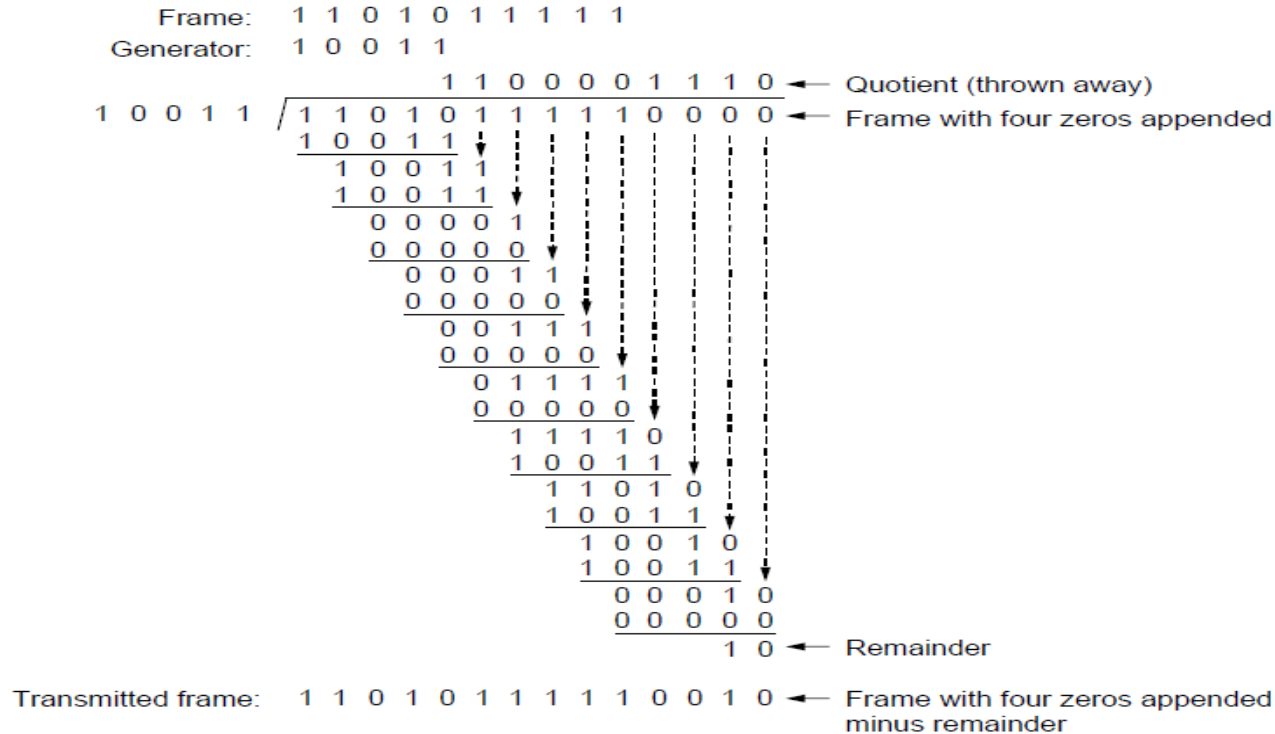 Frame: 1 1 0 1 0 1 1 1 1 1
Generator: 1 0 0 1 1
1 1 0 0 0 0 1 1 1 0 Quotient (thrown away)
1 0 0 1 1 1 1 0 1 0 1 1 1 1 1 0 0 0 0 Frame with four zeros appended
1 0 0 1 1
1 0 0 1 1
1 0 0 1 1
0 0 0 0 1
0 0 0 0 0
0 0 0 1 1
0 0 0 0 0
0 0 1 1 1
0 0 0 0 0
0 1 1 1 1
0 0 0 0 0
1 1 1 1 0
1 0 0 1 1
1 1 0 1 0
1 0 0 1 1
1 0 0 1 0
1 0 0 1 1
0 0 0 1 0
0 0 0 0 0
1 0 Remainder
Transmitted frame: 1 1 0 1 0 1 1 1 1 1 0 0 1 0 Frame with four zeros appended
minus remainder